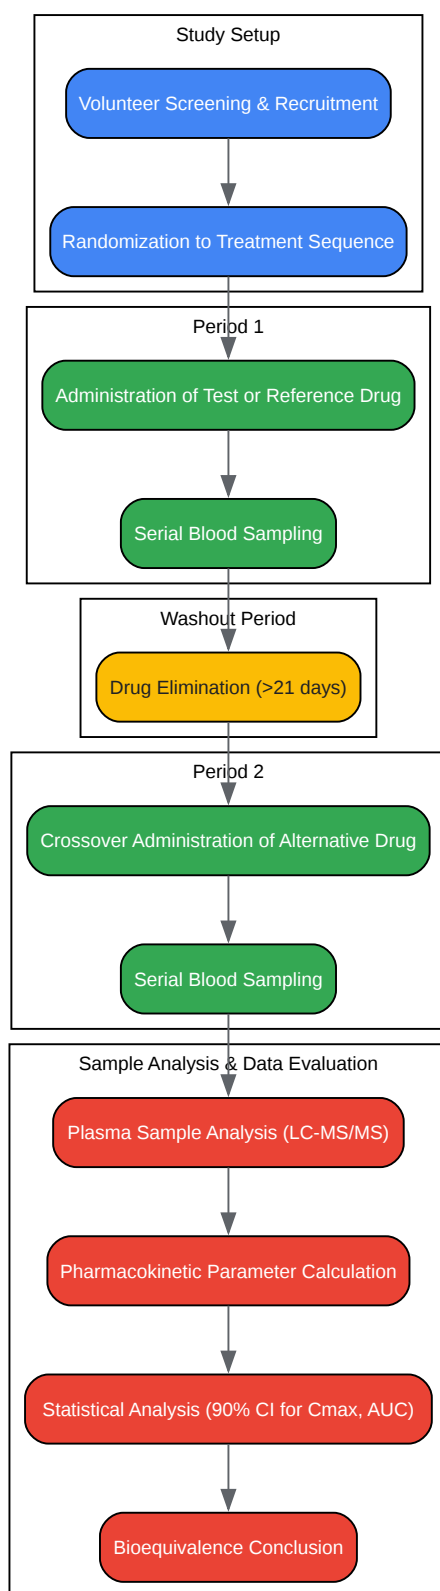 Study Setup
Volunteer Screening & Recruitment
Randomization to Treatment Sequence
Period 1
Administration of Test or Reference Drug
Serial Blood Sampling
Washout Period
Drug Elimination (>21 days)
Period 2
Crossover Administration of Alternative Drug
Serial Blood Sampling
Sample Analysis & Data Evaluation
Plasma Sample Analysis (LC-MS/MS)
Pharmacokinetic Parameter Calculation
Statistical Analysis (90% CI for Cmax, AUC)
Bioequivalence Conclusion